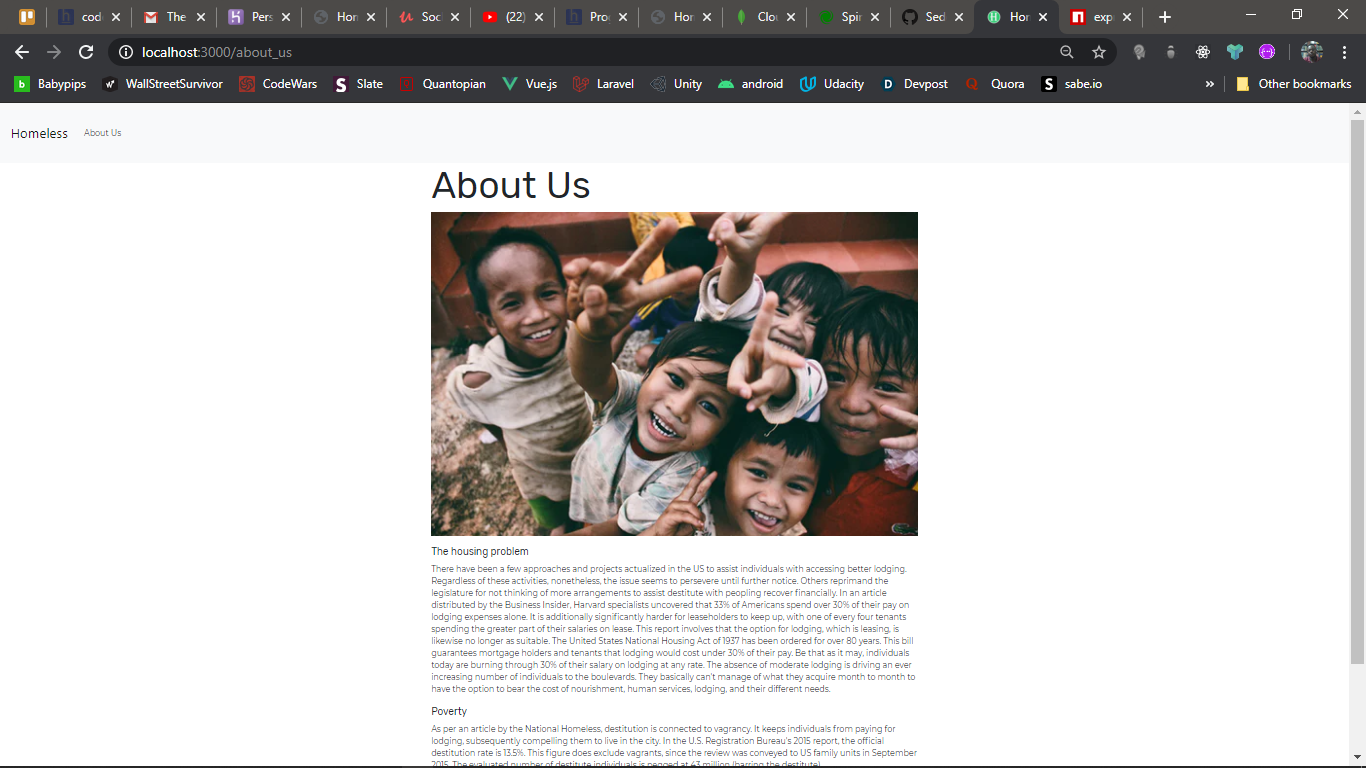 cod
The
Pers
Hor
Soc
(22)
Pro
Hor
Clou
Spir
Sed
Hor
exp
localhost:3000/about_us
Babypips WallStreetSurvivor CodeWars Slate Quantopian Vue.js Laravel Unity android Udacity Devpost Quora sabe.io » Other bookmarks
Homeless About Us
About Us
The housing problem
There have been a few approaches and projects actualized in the US to assist individuals with accessing better lodging.
Regardless of these activities, nonetheless, the issue seems to persevere until further notice. Others reprimand the
legislature for not thinking of more arrangements to assist destitute with peopling recover financially. In an article
distributed by the Business Insider, Harvard specialists uncovered that 33% of Americans spend over 30% of their pay on
lodging expenses alone. It is additionally significantly harder for leaseholders to keep up, with one of every four tenants
spending the greater part of their salaries on lease. This report involves that the option for lodging, which is leasing, is
likewise no longer as suitable. The United States National Housing Act of 1937 has been ordered for over 80 years. This bill
guarantees mortgage holders and tenants that lodging would cost under 30% of their pay. Be that as it may, individuals
today are burning through 30% of their salary on lodging at any rate. The absence of moderate lodging is driving an ever
increasing number of individuals to the boulevards. They basically can't manage of what they acquire month to month to
have the option to bear the cost of nourishment, human services, lodging, and their different needs.
Poverty
As per an article by the National Homeless, destitution is connected to vagrancy. It keeps individuals from paying for
lodging, subsequently compelling them to live in the city. In the U.S. Registration Bureau's 2015 report, the official
destitution rate is 13.5%. This figure does exclude vagrants, since the review was conveyed to US family units in September
2015. The evaluated number of destitute individuals is pegged at 43 million (barring the destitute).